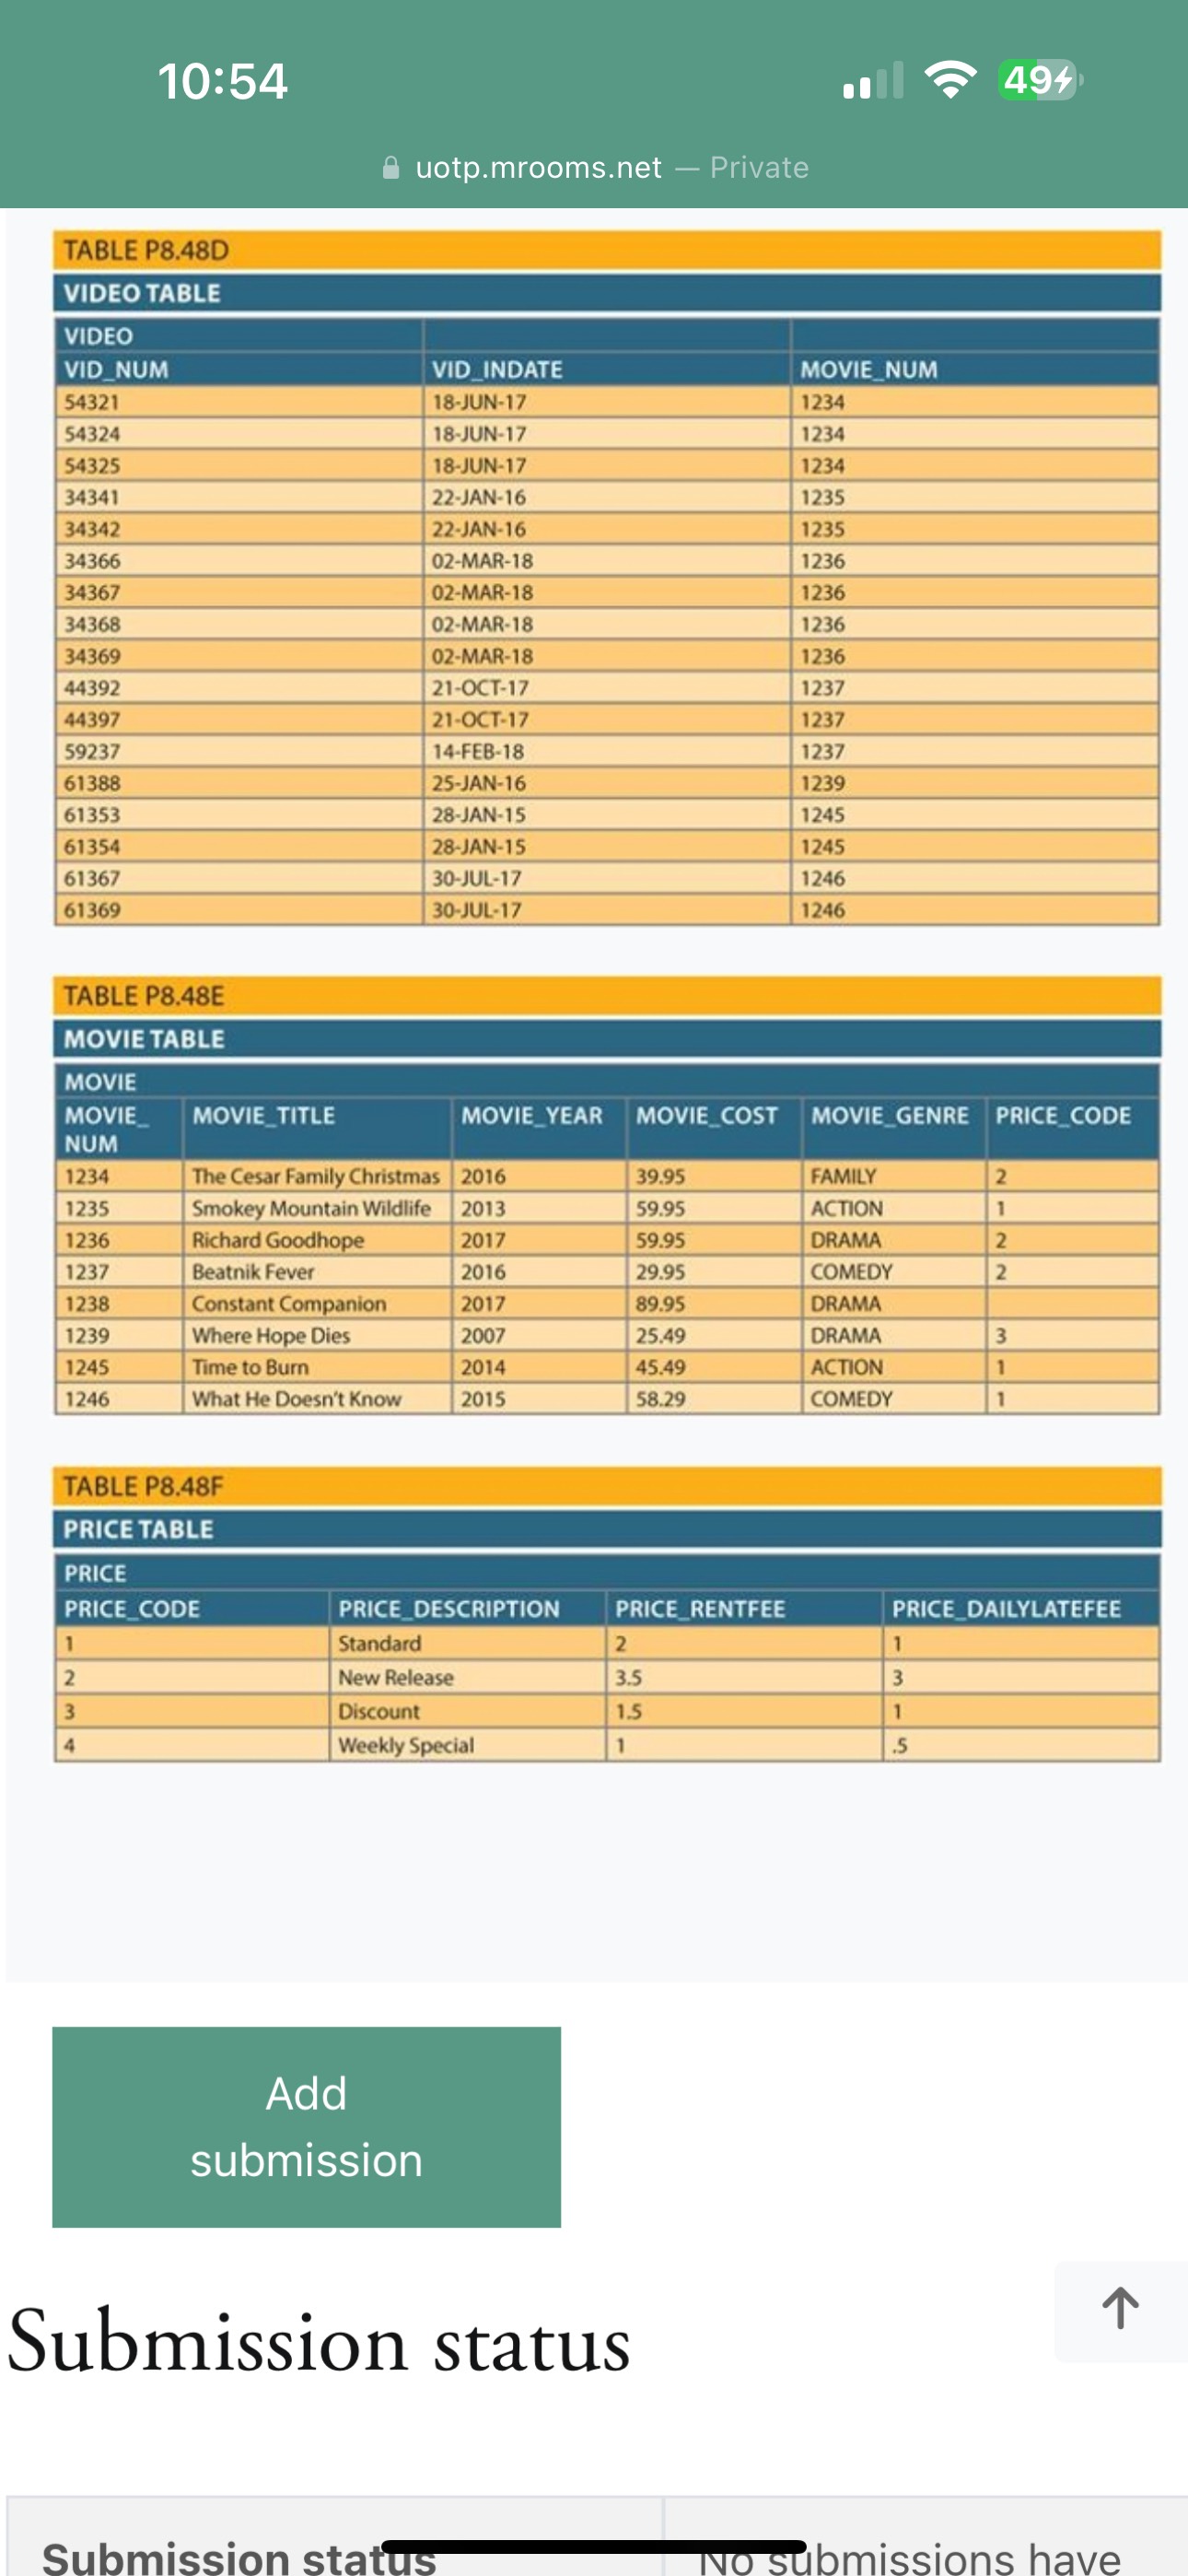 10:54
49
uotp.mrooms.net — Private
TABLE P8.48D
VIDEO TABLE
VIDEO
VID_NUM VID_INDATE MOVIE_NUM
54321 18-JUN-17 1234
54324 18-JUN-17 1234
54325 18-JUN-17 1234
34341 22-JAN-16 1235
34342 22-JAN-16 1235
34366 02-MAR-18 1236
34367 02-MAR-18 1236
34368 02-MAR-18 1236
34369 02-MAR-18 1236
44392 21-OCT-17 1237
44397 21-OCT-17 1237
59237 14-FEB-18 1237
61388 25-JAN-16 1239
61353 28-JAN-15 1245
61354 28-JAN-15 1245
61367 30-JUL-17 1246
61369 30-JUL-17 1246
TABLE P8.48E
MOVIE TABLE
MOVIE
MOVIE_ MOVIE_TITLE MOVIE_YEAR MOVIE_COST MOVIE_GENRE PRICE_CODE
NUM
1234 The Cesar Family Christmas 2016 39.95 FAMILY 2
1235 Smokey Mountain Wildlife 2013 59.95 ACTION 1
1236 Richard Goodhope 2017 59.95 DRAMA 2
1237 Beatnik Fever 2016 29.95 COMEDY 2
1238 Constant Companion 2017 89.95 DRAMA
1239 Where Hope Dies 2007 25.49 DRAMA 3
1245 Time to Burn 2014 45.49 ACTION 1
1246 What He Doesn't Know 2015 58.29 COMEDY 1
TABLE P8.48F
PRICE TABLE
PRICE
PRICE_CODE PRICE_DESCRIPTION PRICE_RENTFEE PRICE_DAILYLATEFEE
1 Standard 2 1
2 New Release 3.5 3
3 Discount 1.5 1
4 Weekly Special 1 .5
Add
submission
Submission status
Submission status No submissions have